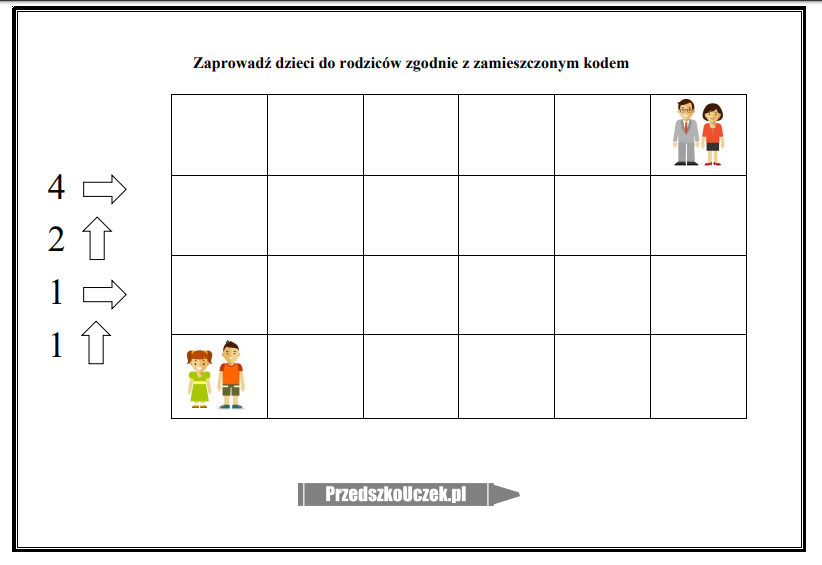 Zaprowadź dzieci do rodziców zgodnie z zamieszczonym kodem
4
2
1
1
PrzedszkoUczek.pl